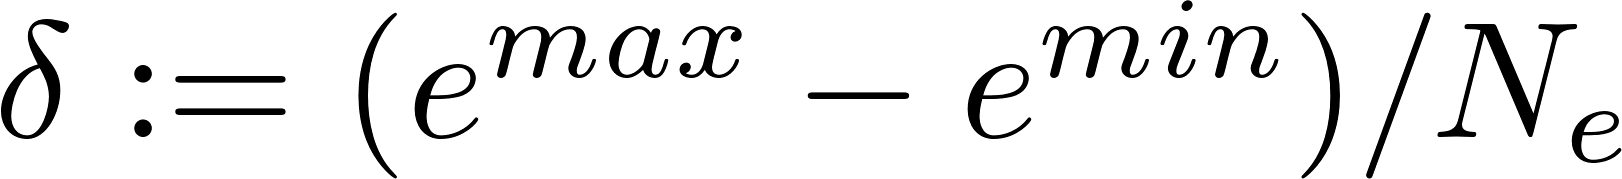 δ := (e^{max} − e^{min})/N_e